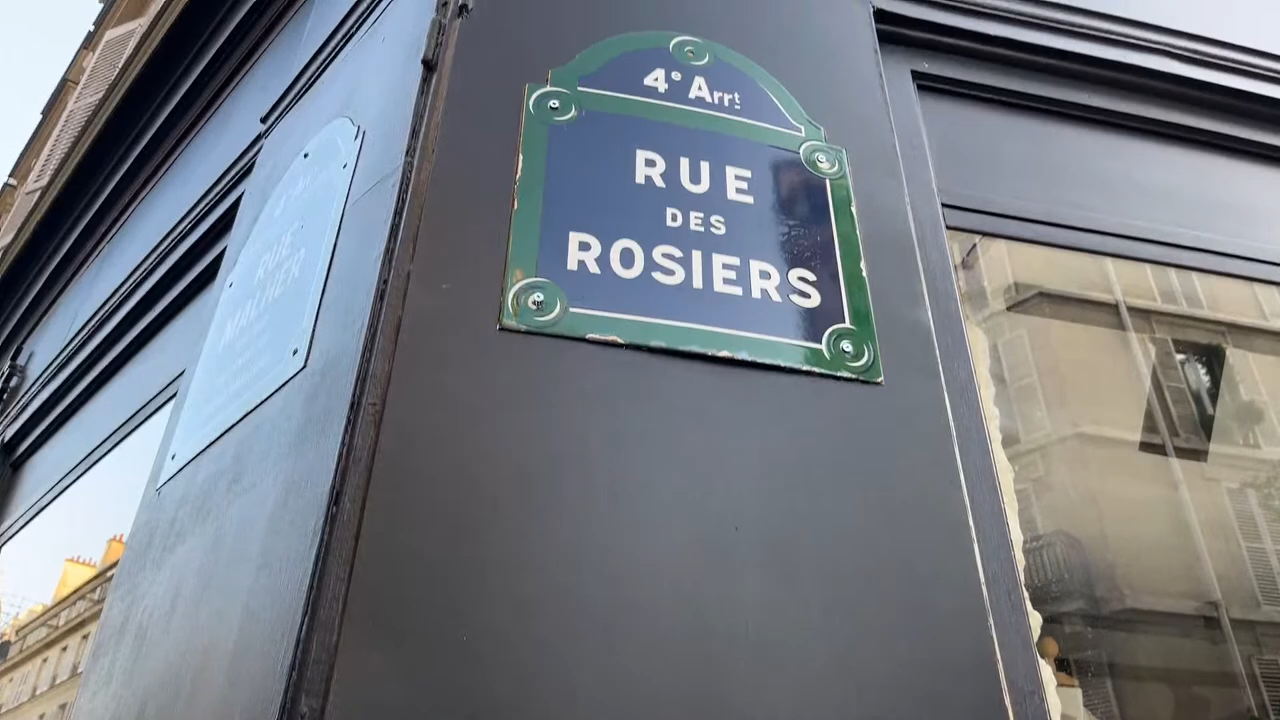 4e Arrt
RUE
DES
ROSIERS
RUE
MALHER